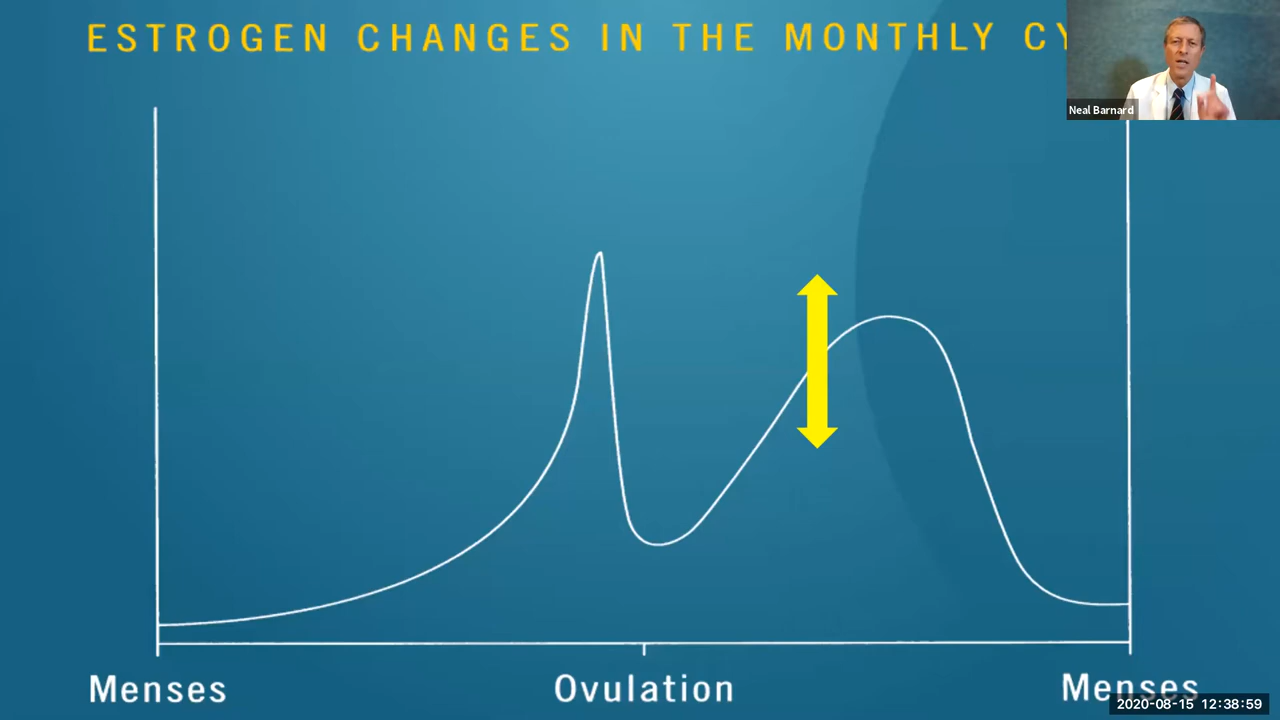 ESTROGEN CHANGES IN THE MONTHLY CY
Neal Barnard
Menses
Ovulation
Menses
2020-08-15 12:38:59